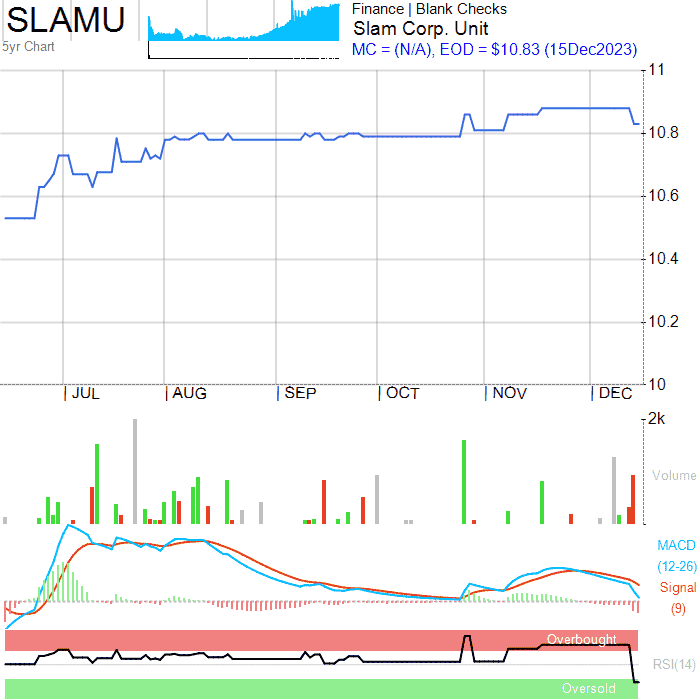 SLAMU
5yr Chart
Finance | Blank Checks
Slam Corp. Unit
MC = (N/A), EOD = $10.83 (15Dec2023)
11
10.8
10.6
10.4
10.2
10
JUL AUG SEP OCT NOV DEC
2k
Volume
MACD
(12-26)
Signal
(9)
Overbought
RSI(14)
Oversold